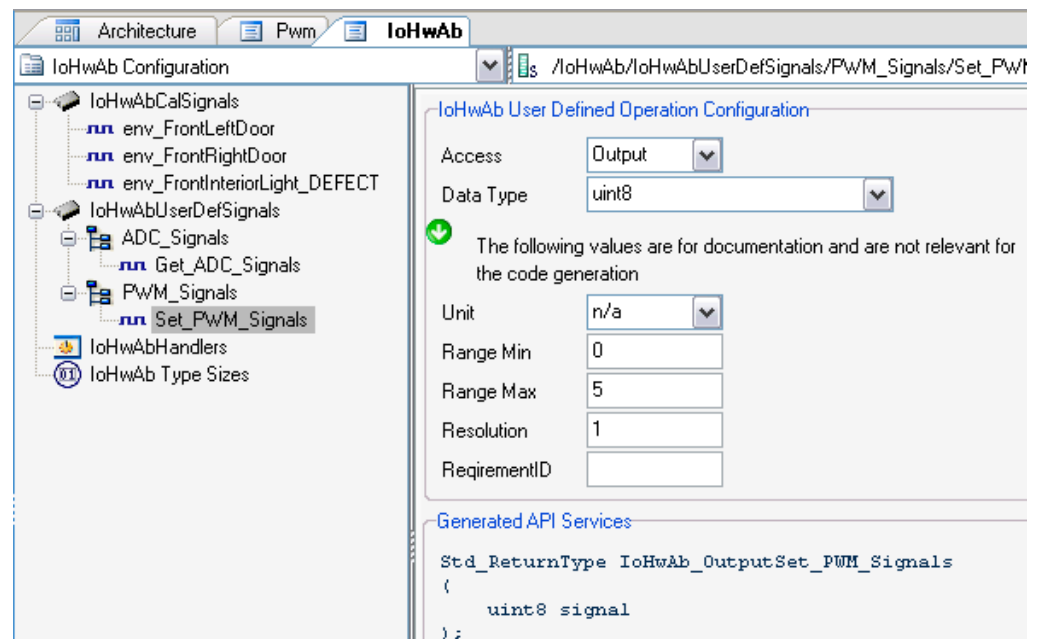 Architecture Pwm IoHwAb
IoHwAb Configuration
/IoHwAb/IoHwAbUserDefSignals/PWM_Signals/Set_PWM
IoHwAbCalSignals
env_FrontLeftDoor
env_FrontRightDoor
env_FrontInteriorLight_DEFECT
IoHwAbUserDefSignals
ADC_Signals
Get_ADC_Signals
PWM_Signals
Set_PWM_Signals
IoHwAbHandlers
IoHwAb Type Sizes
IoHwAb User Defined Operation Configuration
Access Output
Data Type uint8
The following values are for documentation and are not relevant for
the code generation
Unit n/a
Range Min 0
Range Max 5
Resolution 1
ReqirementID
Generated API Services
Std_ReturnType IoHwAb_OutputSet_PWM_Signals
(
uint8 signal
);